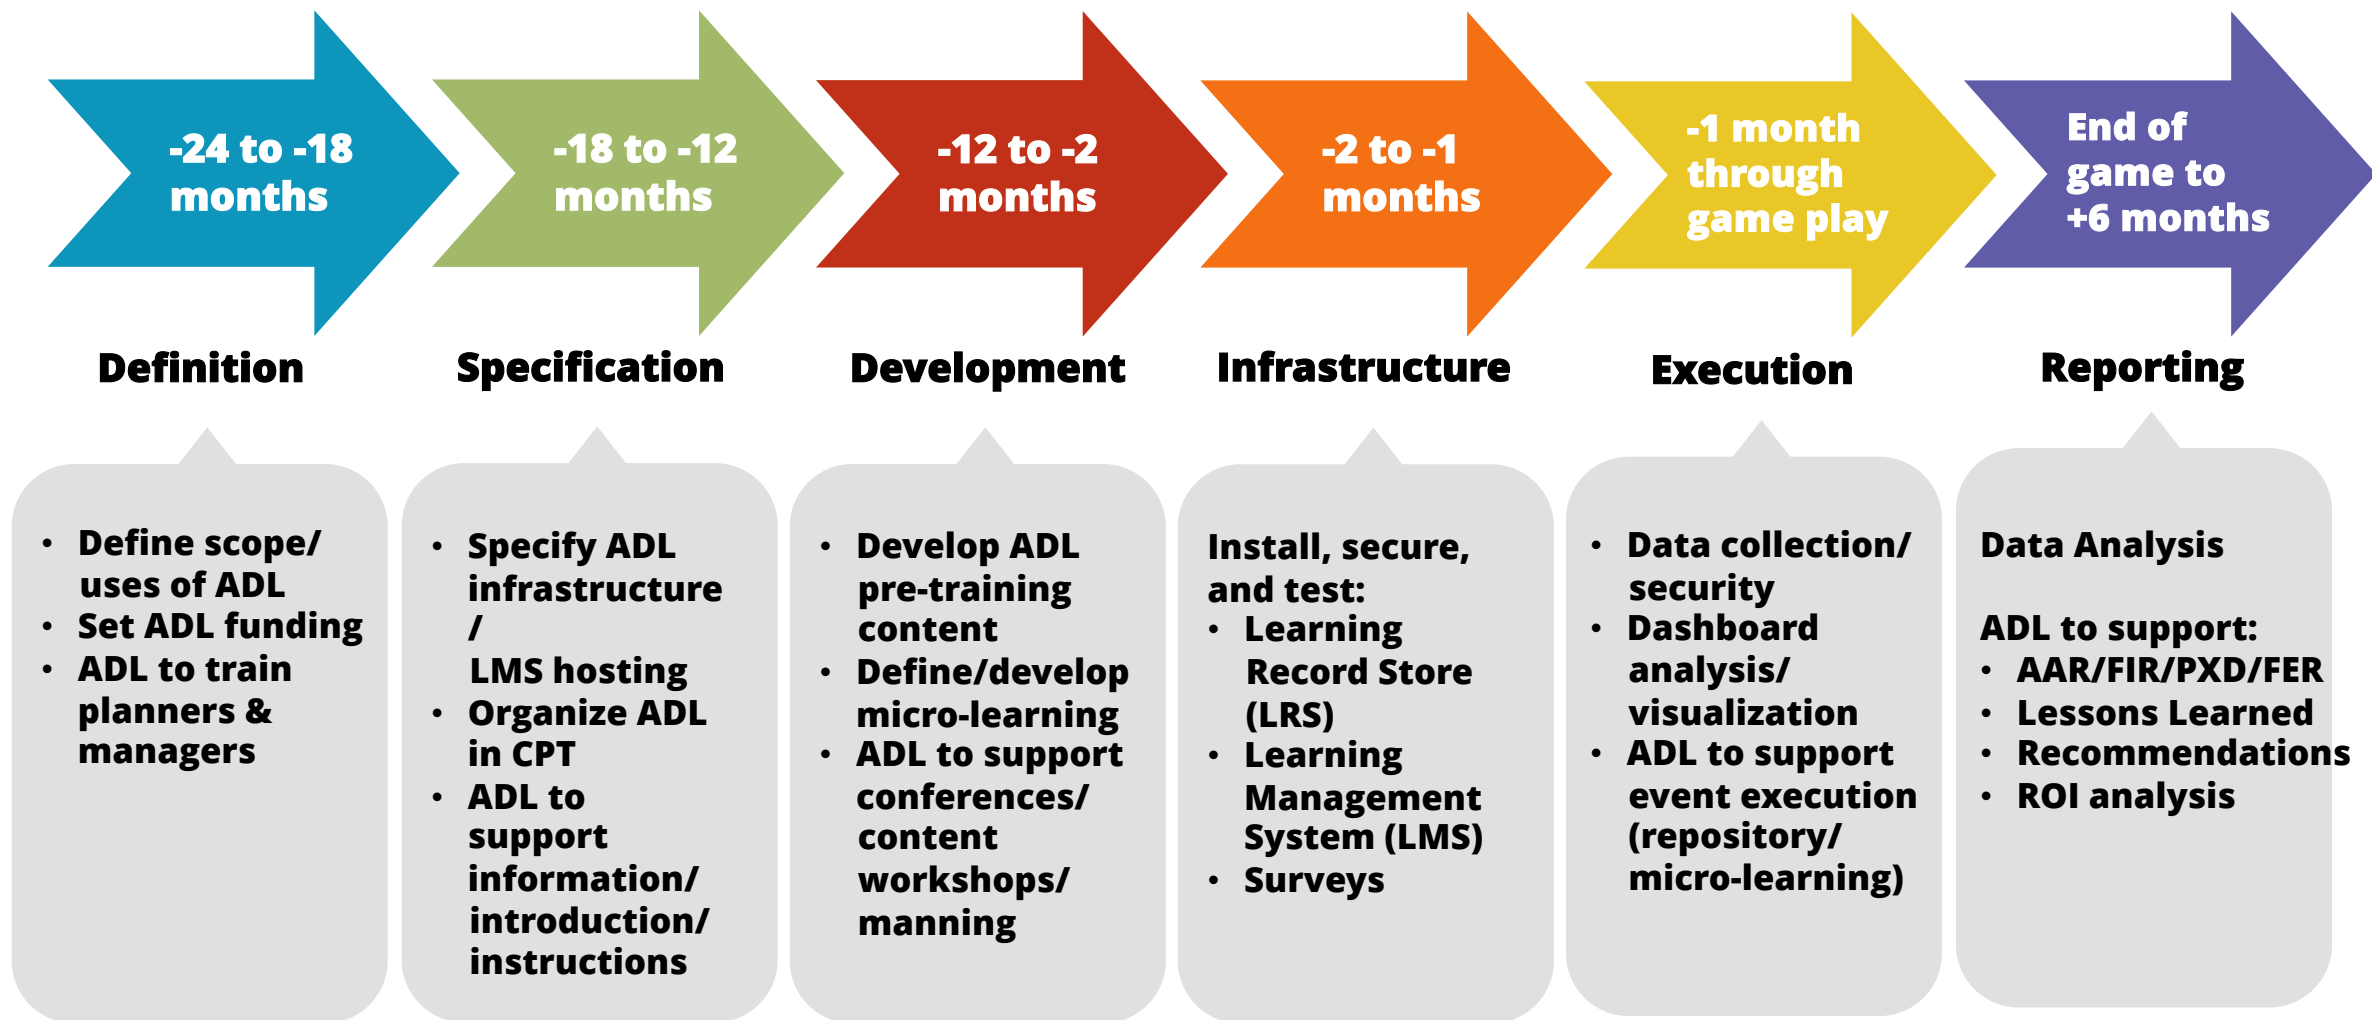 -24 to -18
months
-18 to -12
months
-12 to -2
months
-2 to -1
months
-1 month
through
game play
End of
game to
+6 months
Definition
Specification
Development
Infrastructure
Execution
Reporting
• Define scope/
uses of ADL
• Set ADL funding
• ADL to train
planners &
managers
• Specify ADL
infrastructure
/
LMS hosting
• Organize ADL
in CPT
• ADL to
support
information/
introduction/
instructions
• Develop ADL
pre-training
content
• Define/develop
micro-learning
• ADL to support
conferences/
content
workshops/
manning
Install, secure,
and test:
• Learning
Record Store
(LRS)
• Learning
Management
System (LMS)
• Surveys
• Data collection/
security
• Dashboard
analysis/
visualization
• ADL to support
event execution
(repository/
micro-learning)
Data Analysis
ADL to support:
• AAR/FIR/PXD/FER
• Lessons Learned
• Recommendations
• ROI analysis